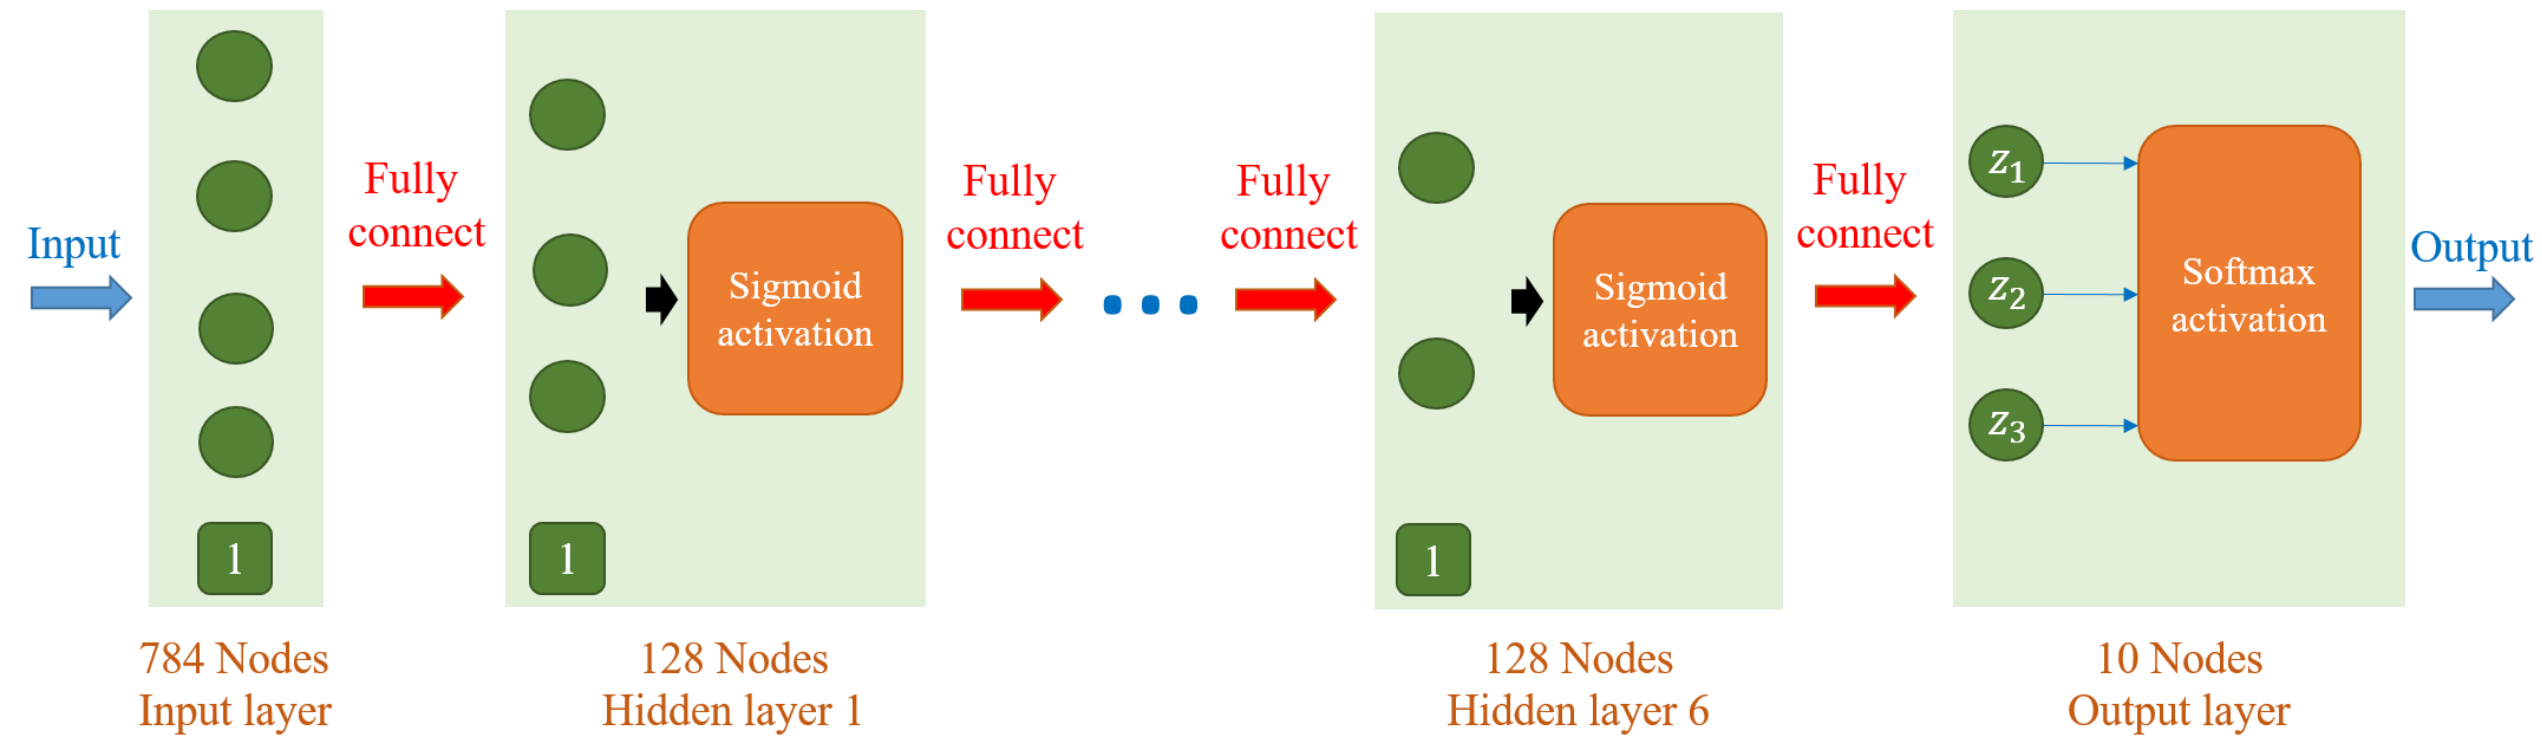 Input
1
784 Nodes
Input layer
Fully
connect
1
Sigmoid
activation
128 Nodes
Hidden layer 1
Fully
connect
Fully
connect
1
Sigmoid
activation
128 Nodes
Hidden layer 6
Fully
connect
z₁
z₂
z₃
Softmax
activation
10 Nodes
Output layer
Output